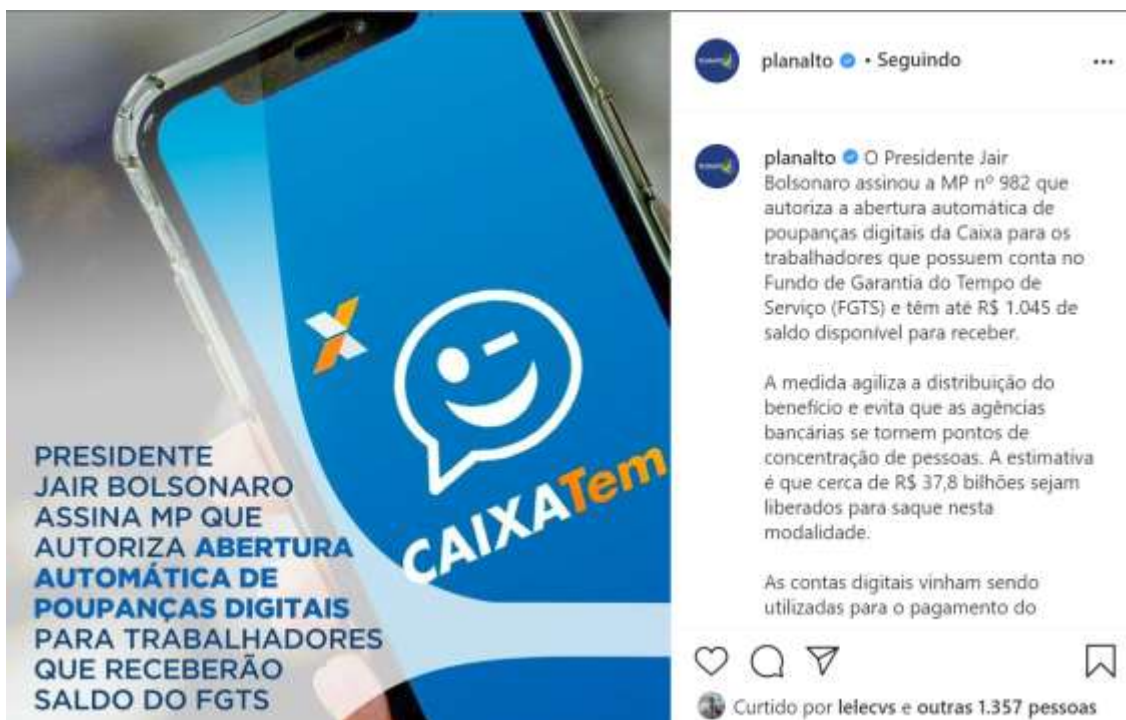 PRESIDENTE
JAIR BOLSONARO
ASSINA MP QUE
AUTORIZA ABERTURA
AUTOMÁTICA DE
POUPANÇAS DIGITAIS
PARA TRABALHADORES
QUE RECEBERÃO
SALDO DO FGTS
CAIXATem
planalto • Seguindo
planalto O Presidente Jair
Bolsonaro assinou a MP nº 982 que
autoriza a abertura automática de
poupanças digitais da Caixa para os
trabalhadores que possuem conta no
Fundo de Garantia do Tempo de
Serviço (FGTS) e têm até R$ 1.045 de
saldo disponível para receber.
A medida agiliza a distribuição do
benefício e evita que as agências
bancárias se tornem pontos de
concentração de pessoas. A estimativa
é que cerca de R$ 37,8 bilhões sejam
liberados para saque nesta
modalidade.
As contas digitais vinham sendo
utilizadas para o pagamento do
Curtido por lelecvs e outras 1.357 pessoas